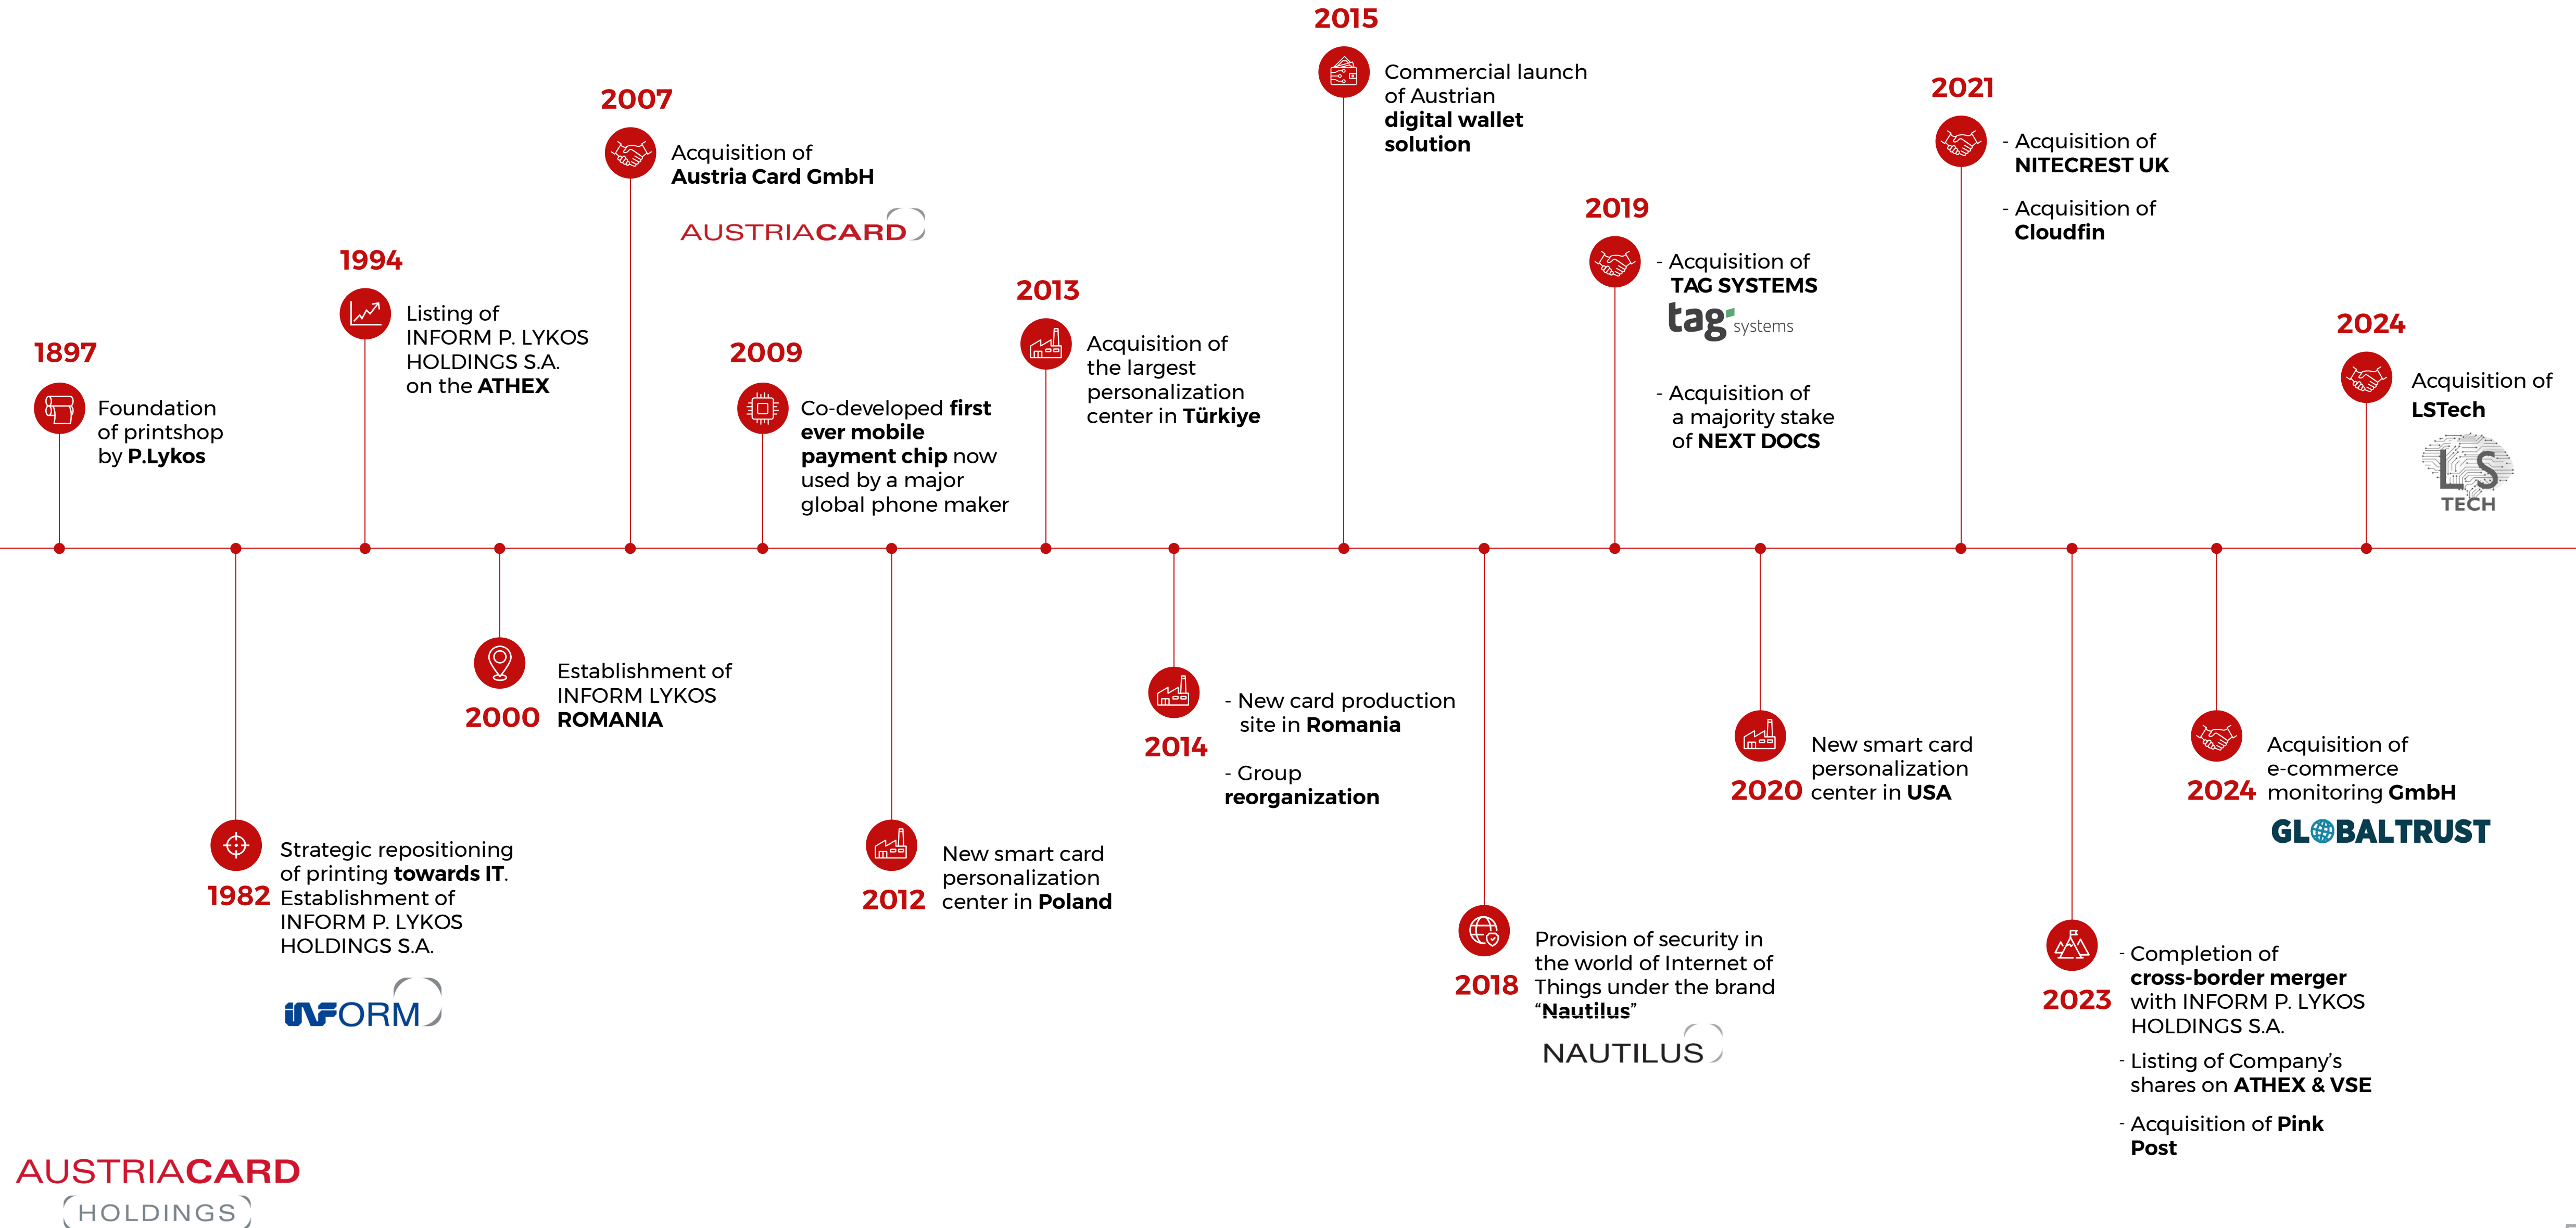 1897
Foundation
of printshop
by P.Lykos
1982
Strategic repositioning
of printing towards IT.
Establishment of
INFORM P. LYKOS
HOLDINGS S.A.
INFORM
1994
Listing of
INFORM P. LYKOS
HOLDINGS S.A.
on the ATHEX
2000
Establishment of
INFORM LYKOS
ROMANIA
2007
Acquisition of
Austria Card GmbH
AUSTRIACARD
2009
Co-developed first
ever mobile
payment chip now
used by a major
global phone maker
2012
New smart card
personalization
center in Poland
2013
Acquisition of
the largest
personalization
center in Türkiye
2014
- New card production
site in Romania
- Group
reorganization
2015
Commercial launch
of Austrian
digital wallet
solution
2018
Provision of security in
the world of Internet of
Things under the brand
“Nautilus”
NAUTILUS
2019
- Acquisition of
TAG SYSTEMS
tag systems
- Acquisition of
a majority stake
of NEXT DOCS
2020
New smart card
personalization
center in USA
2021
- Acquisition of
NITECREST UK
- Acquisition of
Cloudfin
2023
- Completion of
cross-border merger
with INFORM P. LYKOS
HOLDINGS S.A.
- Listing of Company’s
shares on ATHEX & VSE
- Acquisition of Pink
Post
2024
Acquisition of
e-commerce
monitoring GmbH
GLOBALTRUST
2024
Acquisition of
LSTech
LS
TECH
AUSTRIACARD
HOLDINGS